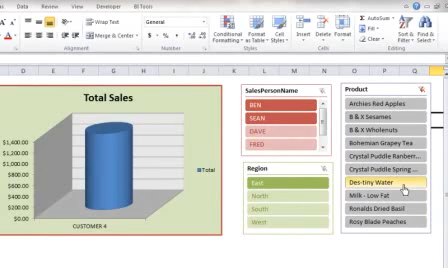 View Developer BI Tools
Wrap Text
General
Σ AutoSum
Fill
Clear
Merge & Center
$ % ,
Conditional Formatting
Format as Table
Cell Styles
Insert
Delete
Format
Sort & Filter
Find & Select
Alignment
Number
Styles
Cells
Editing
D E F G H I J K L M N O P Q
Total Sales
$1,400.00
$1,200.00
$1,000.00
$800.00
$600.00
$400.00
$200.00
$0.00
CUSTOMER 4
Total
SalesPersonName
BEN
SEAN
DAVE
FRED
Region
East
North
South
West
Product
Archies Red Apples
B & X Sesames
B & X Wholenuts
Bohemian Grapey Tea
Crystal Puddle Ranberr...
Crystal Puddle Spring ...
Des-tiny Water
Milk - Low Fat
Ronalds Dried Basil
Rosy Blade Peaches